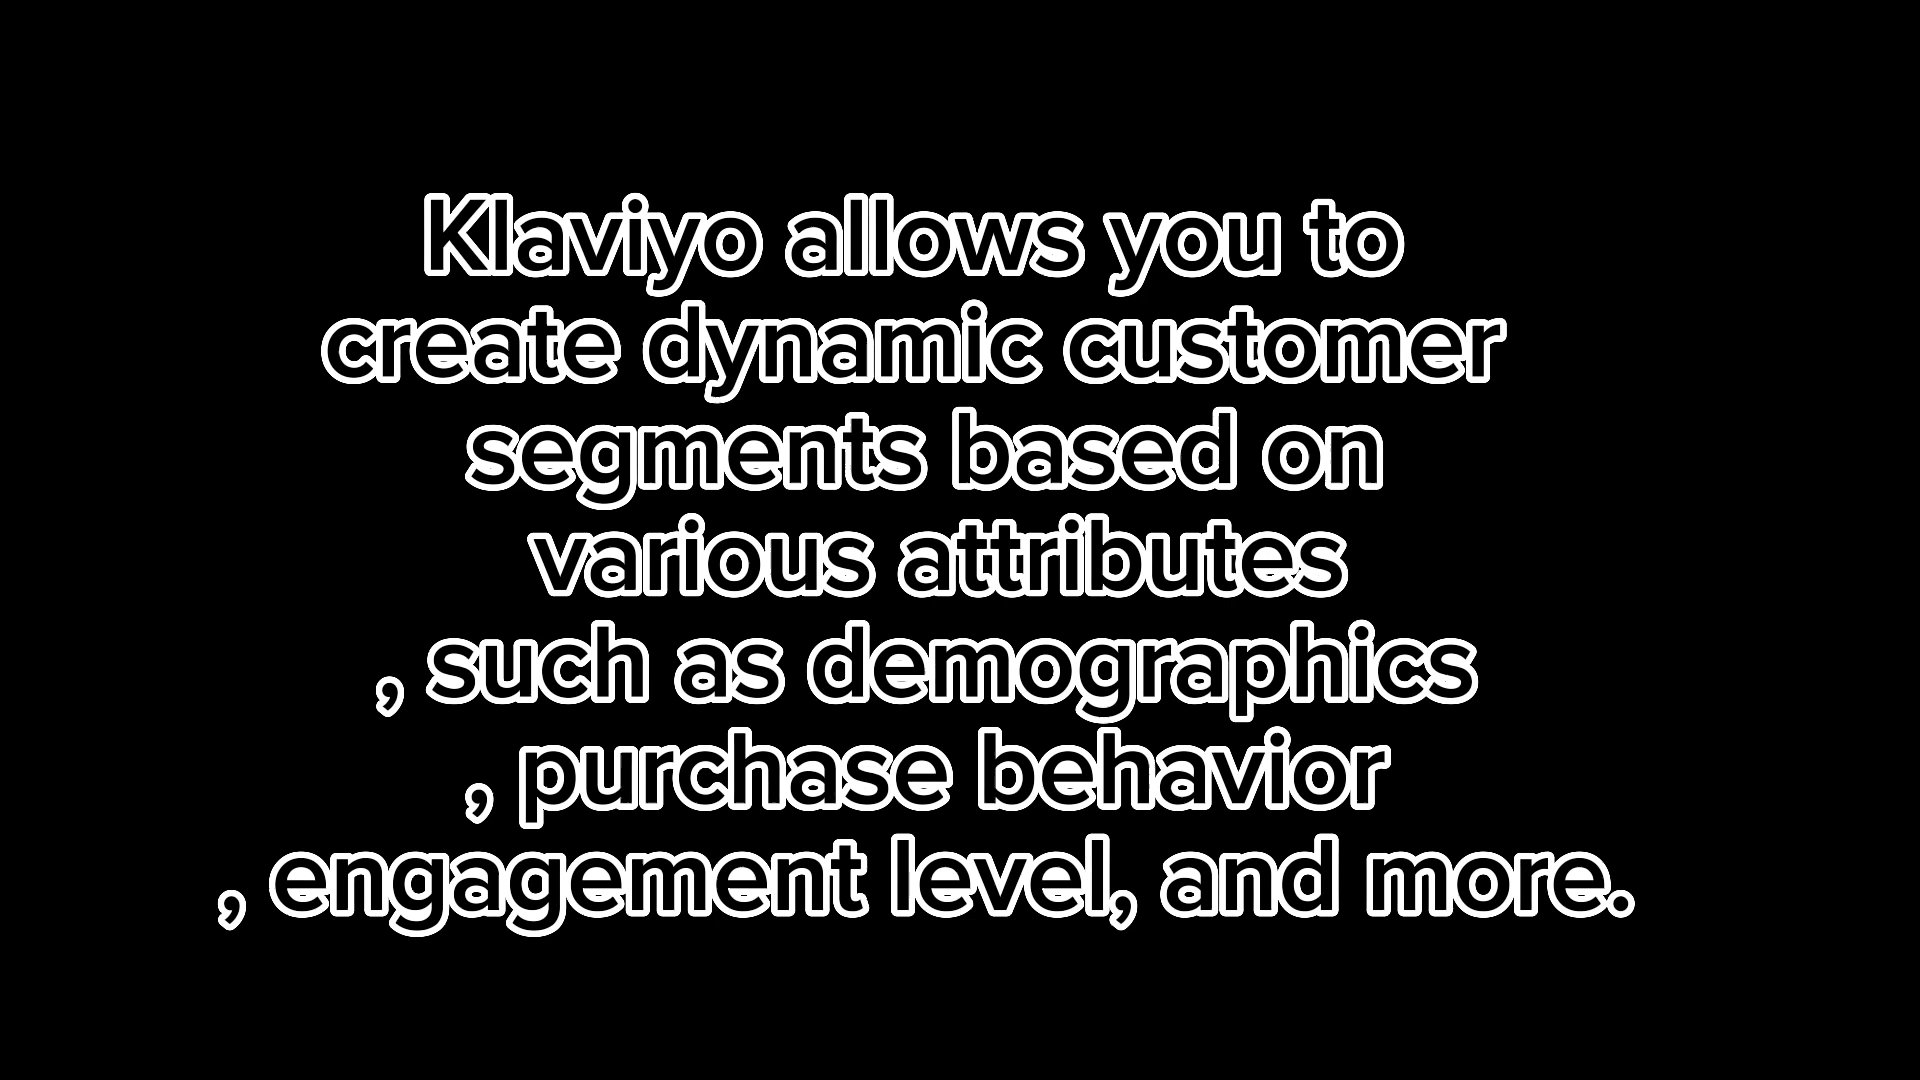 Klaviyo allows you to
create dynamic customer
segments based on
various attributes
, such as demographics
, purchase behavior
, engagement level, and more.